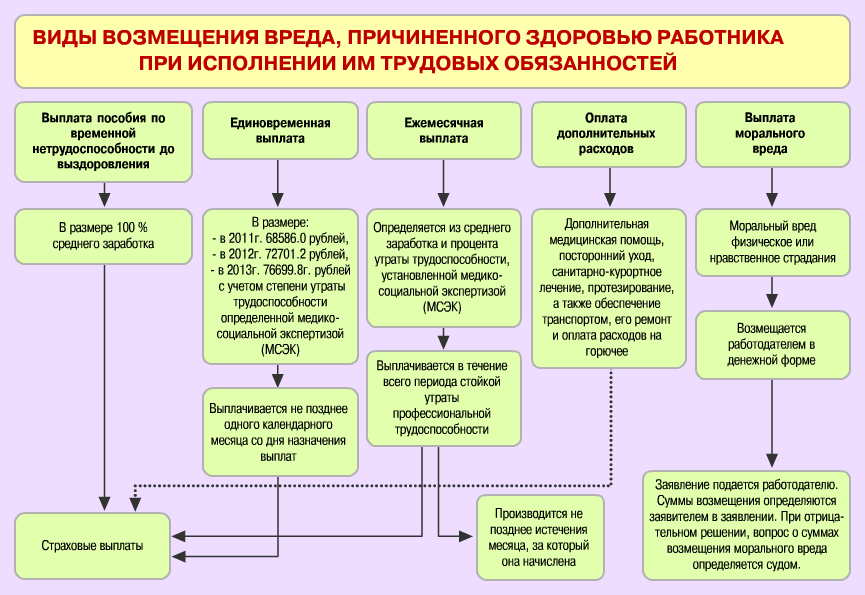 ВИДЫ ВОЗМЕЩЕНИЯ ВРЕДА, ПРИЧИНЕННОГО ЗДОРОВЬЮ РАБОТНИКА
ПРИ ИСПОЛНЕНИИ ИМ ТРУДОВЫХ ОБЯЗАННОСТЕЙ
Выплата пособия по
временной
нетрудоспособности до
выздоровления
В размере 100 %
среднего заработка
Единовременная
выплата
В размере:
- в 2011г. 68586.0 рублей,
- в 2012г. 72701.2 рублей,
- в 2013г. 76699.8г. рублей
с учетом степени утраты
трудоспособности
определенной медико-
социальной экспертизой
(МСЭК)
Выплачивается не позднее
одного календарного
месяца со дня назначения
выплат
Ежемесячная
выплата
Определяется из среднего
заработка и процента
утраты трудоспособности,
установленной медико-
социальной экспертизой
(МСЭК)
Выплачивается в течение
всего периода стойкой
утраты
профессиональной
трудоспособности
Оплата
дополнительных
расходов
Дополнительная
медицинская помощь,
посторонний уход,
санитарно-курортное
лечение, протезирование,
а также обеспечение
транспортом, его ремонт
и оплата расходов на
горючее
Выплата
морального
вреда
Моральный вред
физическое или
нравственные страдания
Возмещается
работодателем в
денежной форме
Страховые выплаты
Производится не
позднее истечения
месяца, за который
она начислена
Заявление подается работодателю.
Суммы возмещения определяются
заявителем в заявлении. При отрица-
тельном решении, вопрос о суммах
возмещения морального вреда
определяется судом.